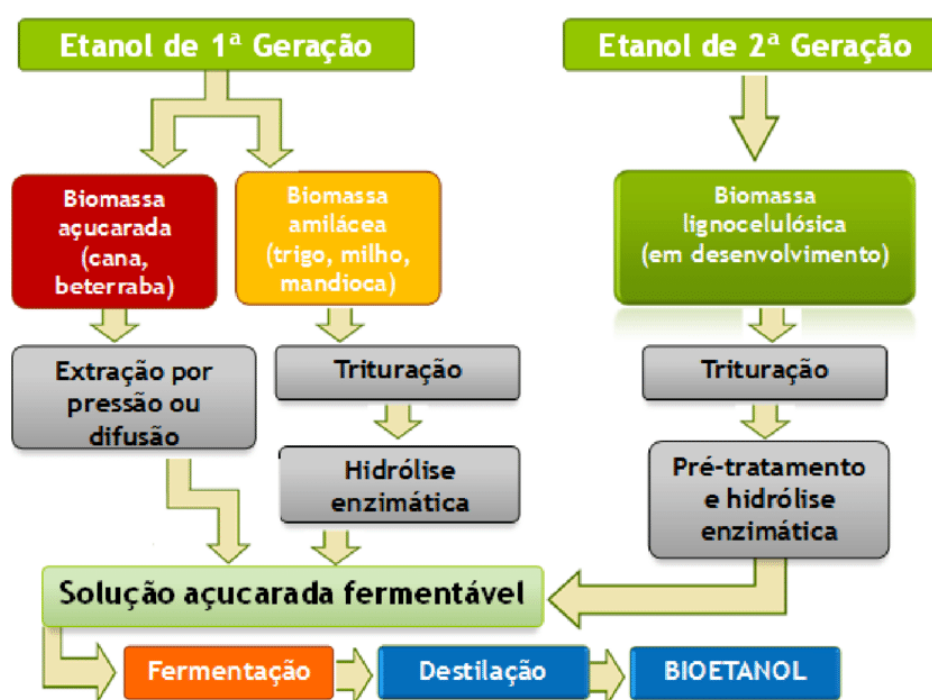 Etanol de 1ª Geração
Etanol de 2ª Geração
Biomassa
açucarada
(cana,
beterraba)
Biomassa
amilácea
(trigo, milho,
mandioca)
Biomassa
lignocelulósica
(em desenvolvimento)
Extração por
pressão ou
difusão
Trituração
Hidrólise
enzimática
Trituração
Pré-tratamento
e hidrólise
enzimática
Solução açucarada fermentável
Fermentação
Destilação
BIOETANOL